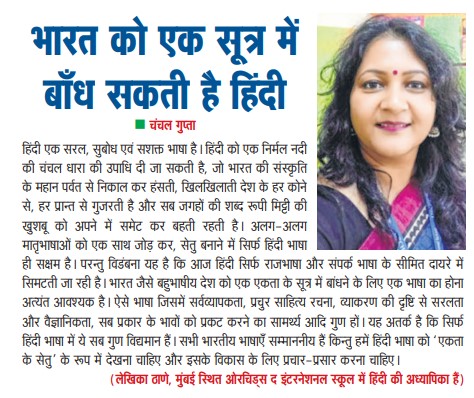 भारत को एक सूत्र में
बाँध सकती है हिंदी
■ चंचल गुप्ता
हिंदी एक सरल, सुबोध एवं सशक्त भाषा है। हिंदी को एक निर्मल नदी
की चंचल धारा की उपाधि दी जा सकती है, जो भारत की संस्कृति
के महान पर्वत से निकाल कर हंसती, खिलखिलाती देश के हर कोने
से, हर प्रान्त से गुजरती है और सब जगहों की शब्द रूपी मिट्टी की
खुशबू को अपने में समेट कर बहती रहती है। अलग-अलग
मातृभाषाओं को एक साथ जोड़ कर, सेतु बनाने में सिर्फ हिंदी भाषा
ही सक्षम है। परन्तु विडंबना यह है कि आज हिंदी सिर्फ राजभाषा और संपर्क भाषा के सीमित दायरे में
सिमटती जा रही है। भारत जैसे बहुभाषीय देश को एक एकता के सूत्र में बांधने के लिए एक भाषा का होना
अत्यंत आवश्यक है। ऐसे भाषा जिसमें सर्वव्यापकता, प्रचुर साहित्य रचना, व्याकरण की दृष्टि से सरलता
और वैज्ञानिकता, सब प्रकार के भावों को प्रकट करने का सामर्थ्य आदि गुण हों। यह अतर्क है कि सिर्फ
हिंदी भाषा में ये सब गुण विद्यमान हैं। सभी भारतीय भाषाएँ सम्माननीय हैं किन्तु हमें हिंदी भाषा को 'एकता
के सेतु' के रूप में देखना चाहिए और इसके विकास के लिए प्रचार-प्रसार करना चाहिए।
(लेखिका ठाणे, मुंबई स्थित ओरचिड्स द इंटरनेशनल स्कूल में हिंदी की अध्यापिका हैं)